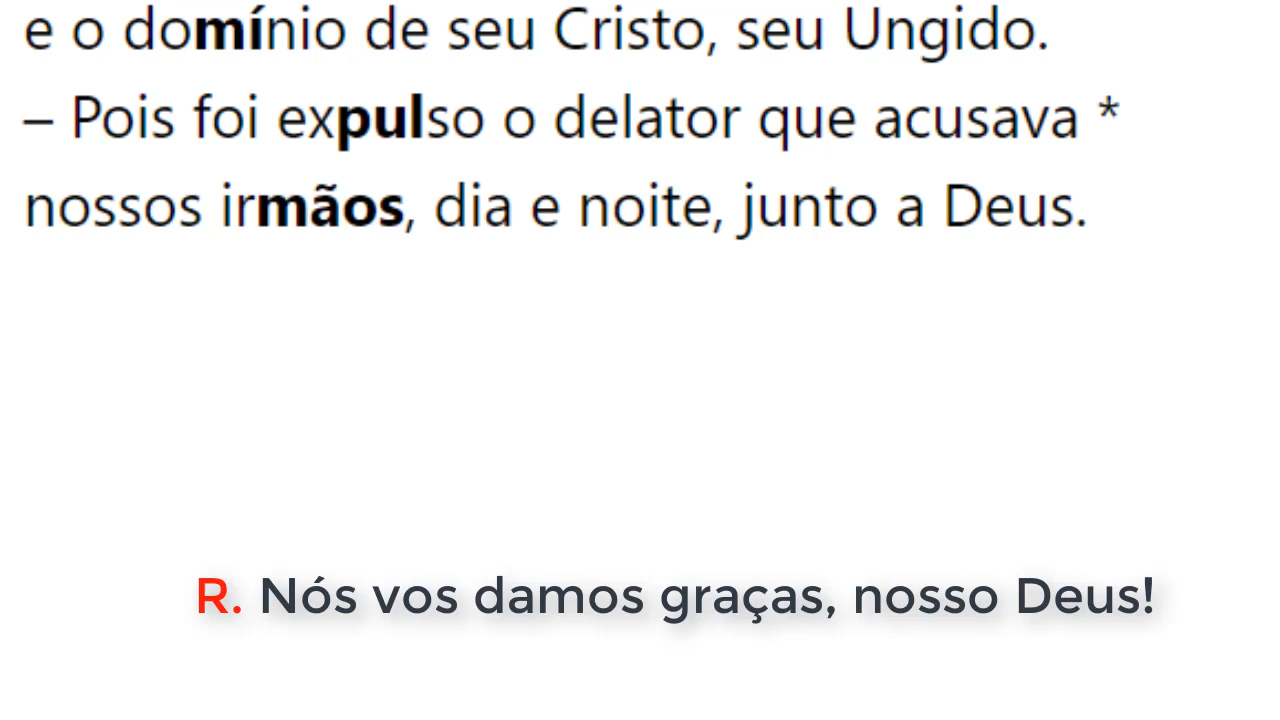 e o domínio de seu Cristo, seu Ungido.
– Pois foi expulso o delator que acusava *
nossos irmãos, dia e noite, junto a Deus.
R. Nós vos damos graças, nosso Deus!